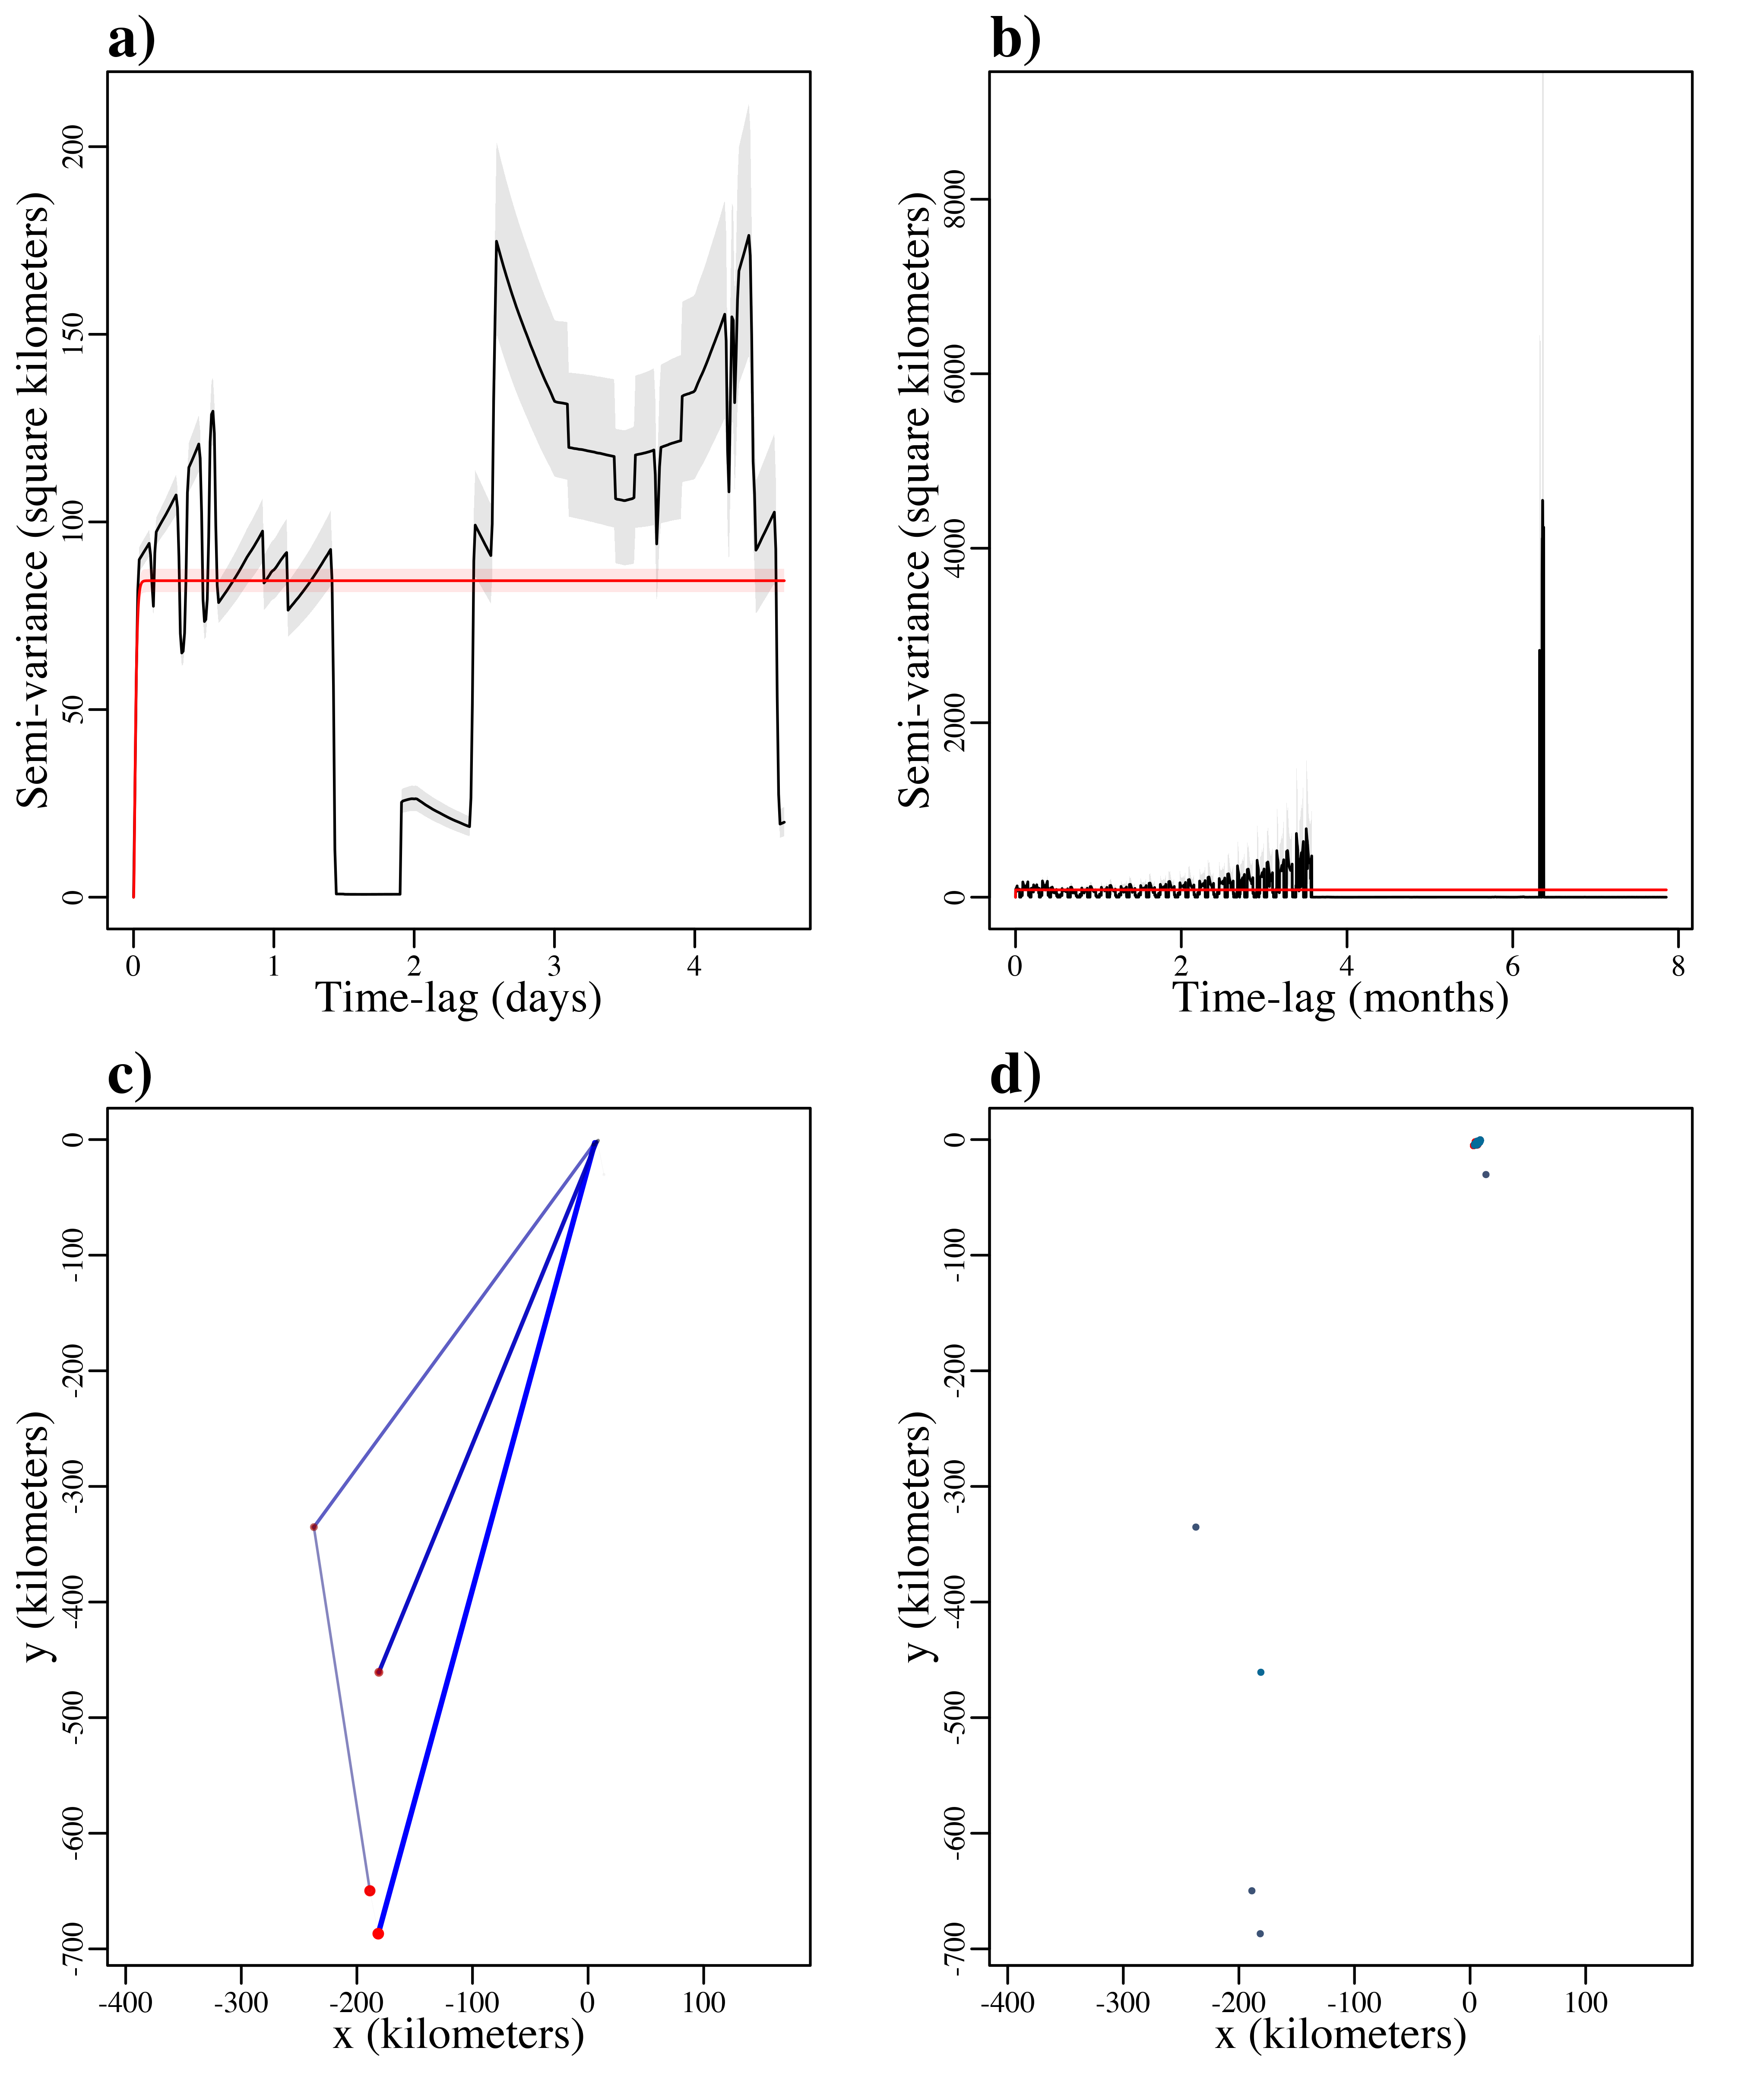 a)
Semi-variance (square kilometers)
200
150
100
50
0
0 1 2 3 4
Time-lag (days)
b)
Semi-variance (square kilometers)
8000
6000
4000
2000
0
0 2 4 6 8
Time-lag (months)
c)
y (kilometers)
0
-100
-200
-300
-400
-500
-600
-700
-400 -300 -200 -100 0 100
x (kilometers)
d)
y (kilometers)
0
-100
-200
-300
-400
-500
-600
-700
-400 -300 -200 -100 0 100
x (kilometers)